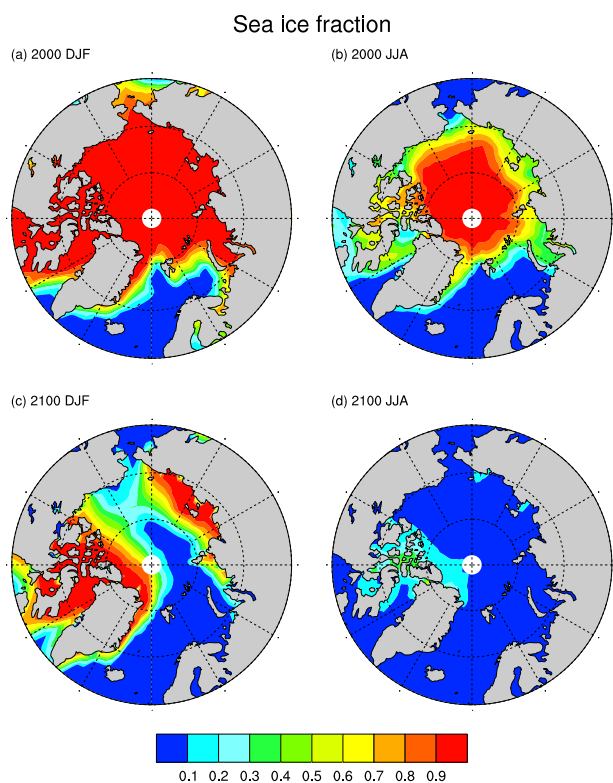 Sea ice fraction
(a) 2000 DJF
(b) 2000 JJA
(c) 2100 DJF
(d) 2100 JJA
0.1 0.2 0.3 0.4 0.5 0.6 0.7 0.8 0.9